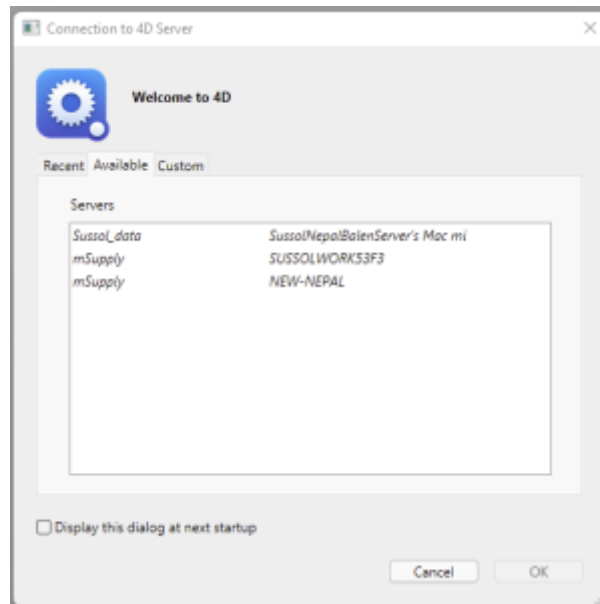 Connection to 4D Server
Welcome to 4D
Recent Available Custom
Servers
Sussol_data SussolNepalBalenServer's Mac mi
mSupply SUSSOLWORK53F3
mSupply NEW-NEPAL
Display this dialog at next startup
Cancel OK